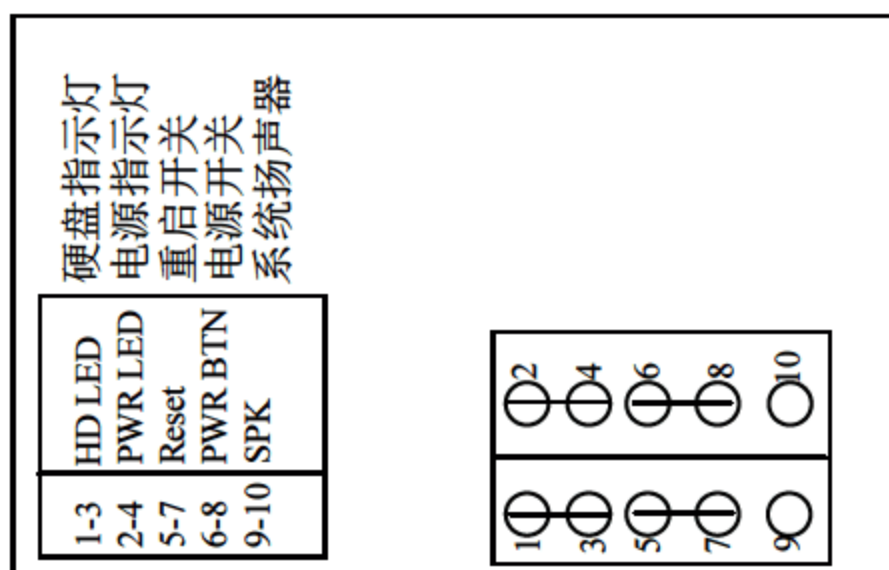 硬盘指示灯
电源指示灯
重启开关
电源开关
系统扬声器
HD LED
PWR LED
Reset
PWR BTN
SPK
1-3
2-4
5-7
6-8
9-10
2 4 6 8 10
1 3 5 7 9